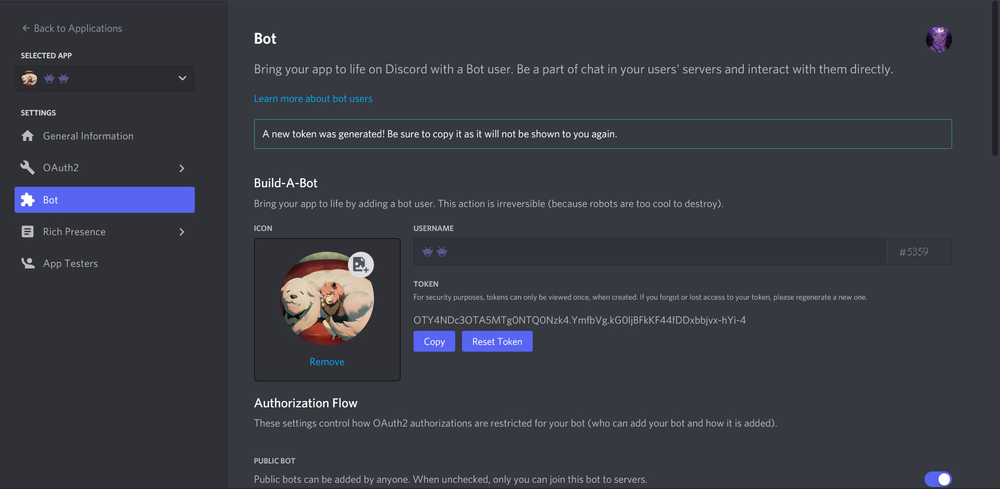 Back to Applications
SELECTED APP
👾 👾
SETTINGS
General Information
OAuth2
Bot
Rich Presence
App Testers
Bot
Bring your app to life on Discord with a Bot user. Be a part of chat in your users' servers and interact with them directly.
Learn more about bot users
A new token was generated! Be sure to copy it as it will not be shown to you again.
Build-A-Bot
Bring your app to life by adding a bot user. This action is irreversible (because robots are too cool to destroy).
ICON
Remove
USERNAME
👾 👾 #5359
TOKEN
For security purposes, tokens can only be viewed once, when created. If you forgot or lost access to your token, please regenerate a new one.
Copy Reset Token
Authorization Flow
These settings control how OAuth2 authorizations are restricted for your bot (who can add your bot and how it is added).
PUBLIC BOT
Public bots can be added by anyone. When unchecked, only you can join this bot to servers.